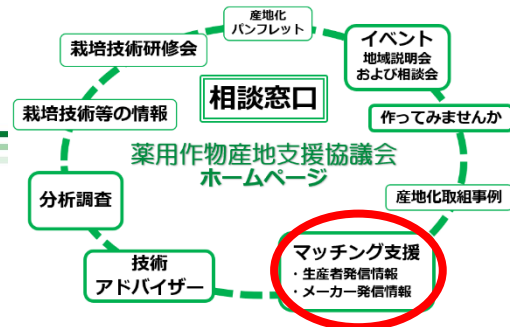 産地化
パンフレット
栽培技術研修会
イベント
地域説明会
および相談会
相談窓口
栽培技術等の情報
作ってみませんか
薬用作物産地支援協議会
ホームページ
分析調査
産地化取組事例
技術
アドバイザー
マッチング支援
・生産者発信情報
・メーカー発信情報